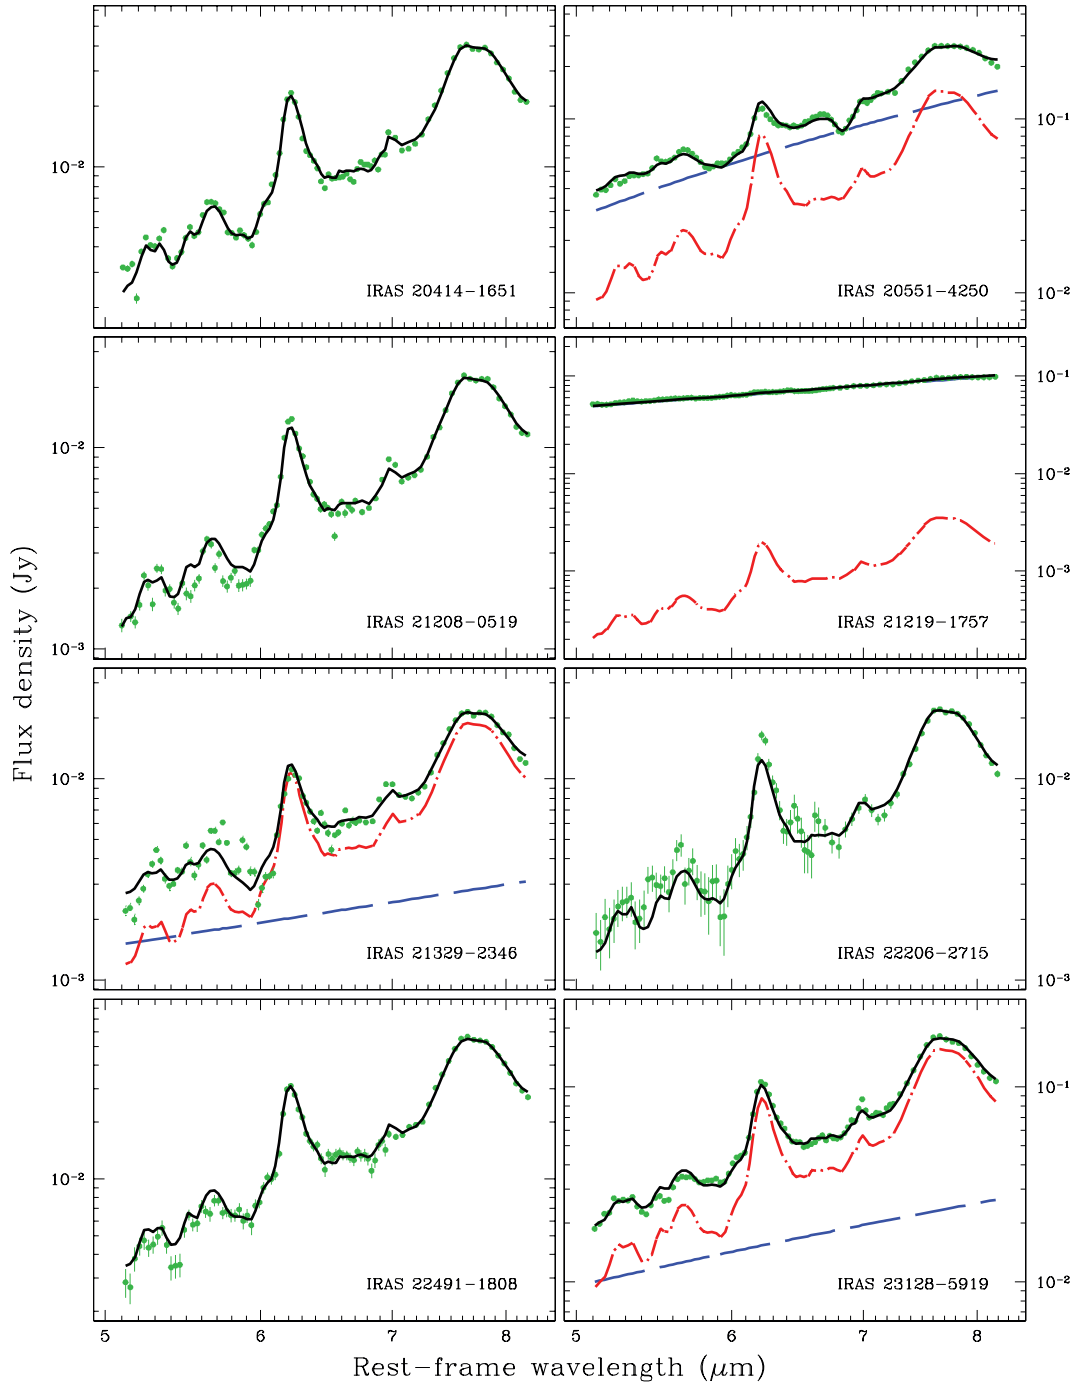 10⁻²
IRAS 20414−1651
10⁻¹
10⁻²
IRAS 20551−4250
10⁻²
10⁻³
IRAS 21208−0519
10⁻¹
10⁻²
10⁻³
IRAS 21219−1757
Flux density (Jy)
10⁻²
10⁻³
IRAS 21329−2346
10⁻²
10⁻³
IRAS 22206−2715
10⁻²
IRAS 22491−1808
10⁻¹
10⁻²
IRAS 23128−5919
5 6 7 8 5 6 7 8
Rest−frame wavelength (μm)